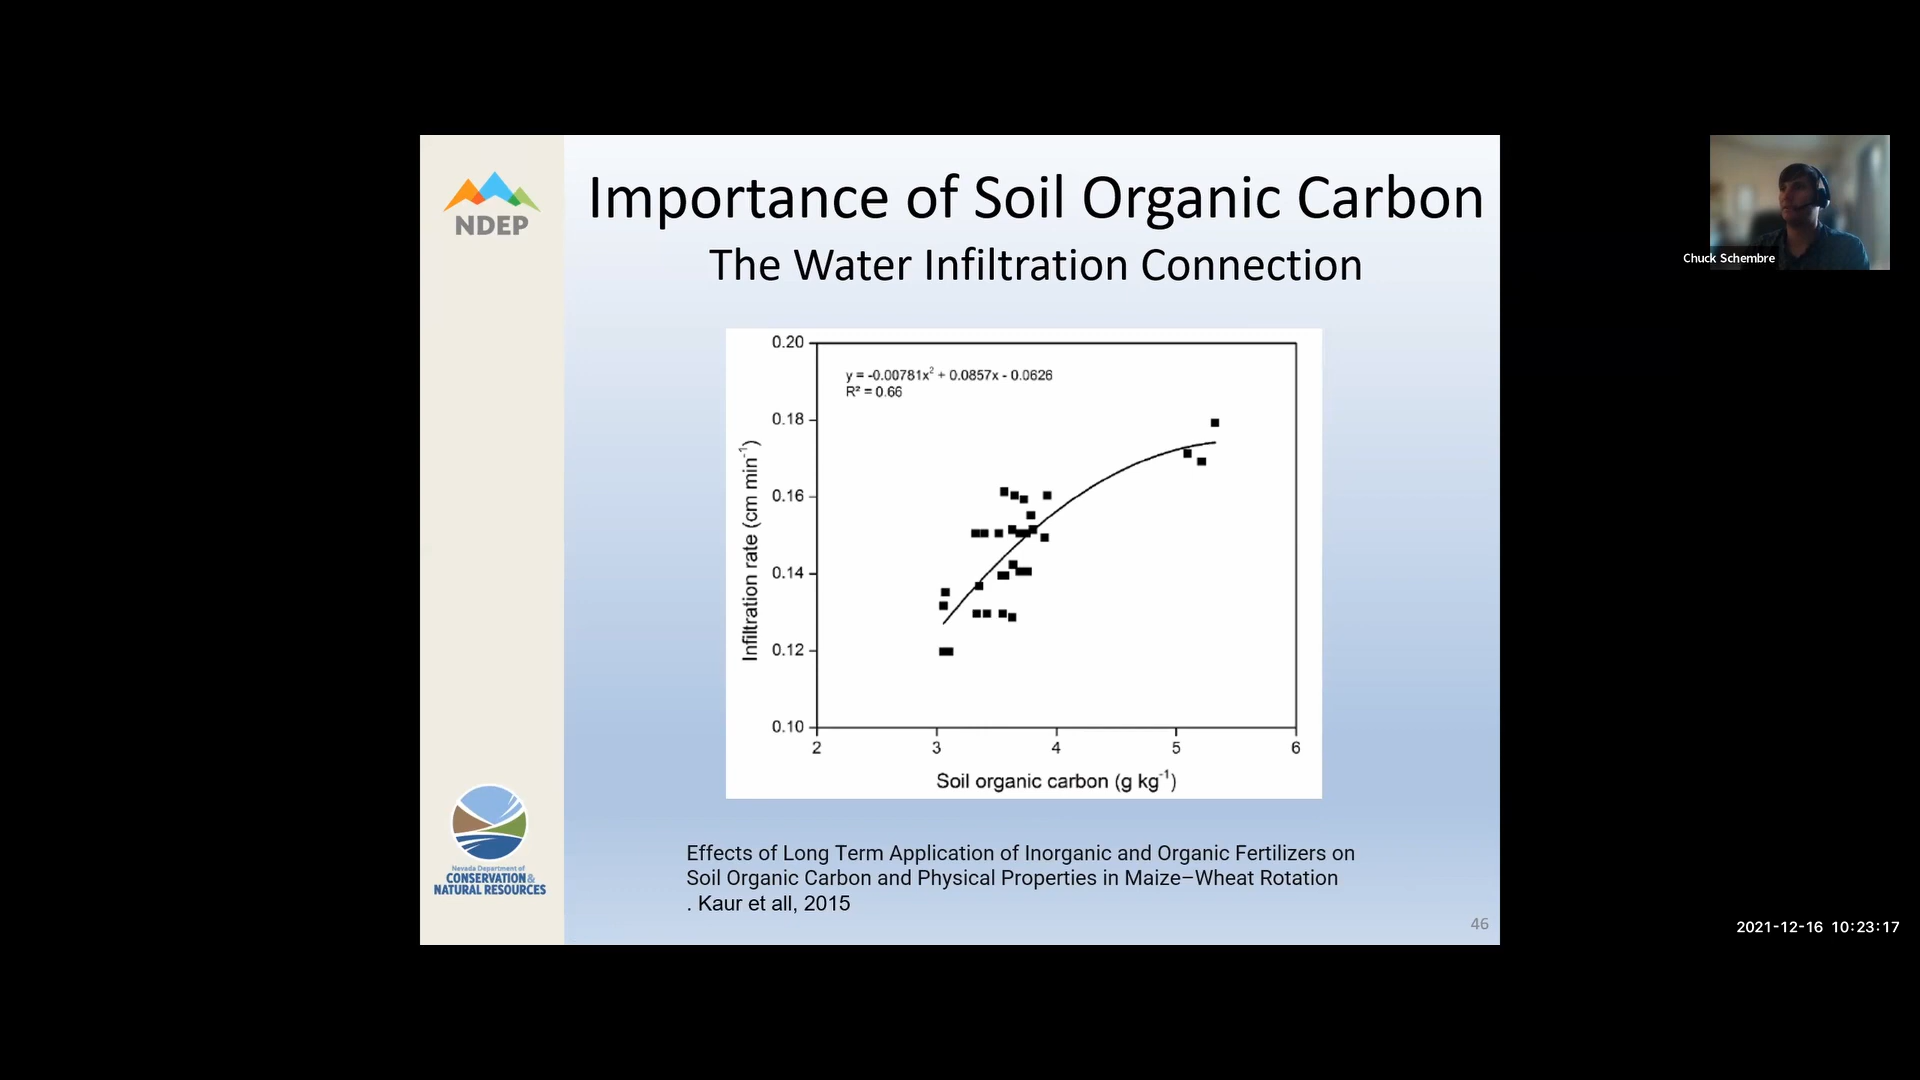 NDEP
Importance of Soil Organic Carbon
The Water Infiltration Connection
Chuck Schembre
0.20
y = -0.00781x² + 0.0857x - 0.0626
R² = 0.66
0.18
0.16
0.14
0.12
0.10
Infiltration rate (cm min⁻¹)
2 3 4 5 6
Soil organic carbon (g kg⁻¹)
Nevada Department of
CONSERVATION&
NATURAL RESOURCES
Effects of Long Term Application of Inorganic and Organic Fertilizers on
Soil Organic Carbon and Physical Properties in Maize–Wheat Rotation
. Kaur et all, 2015
46
2021-12-16 10:23:17